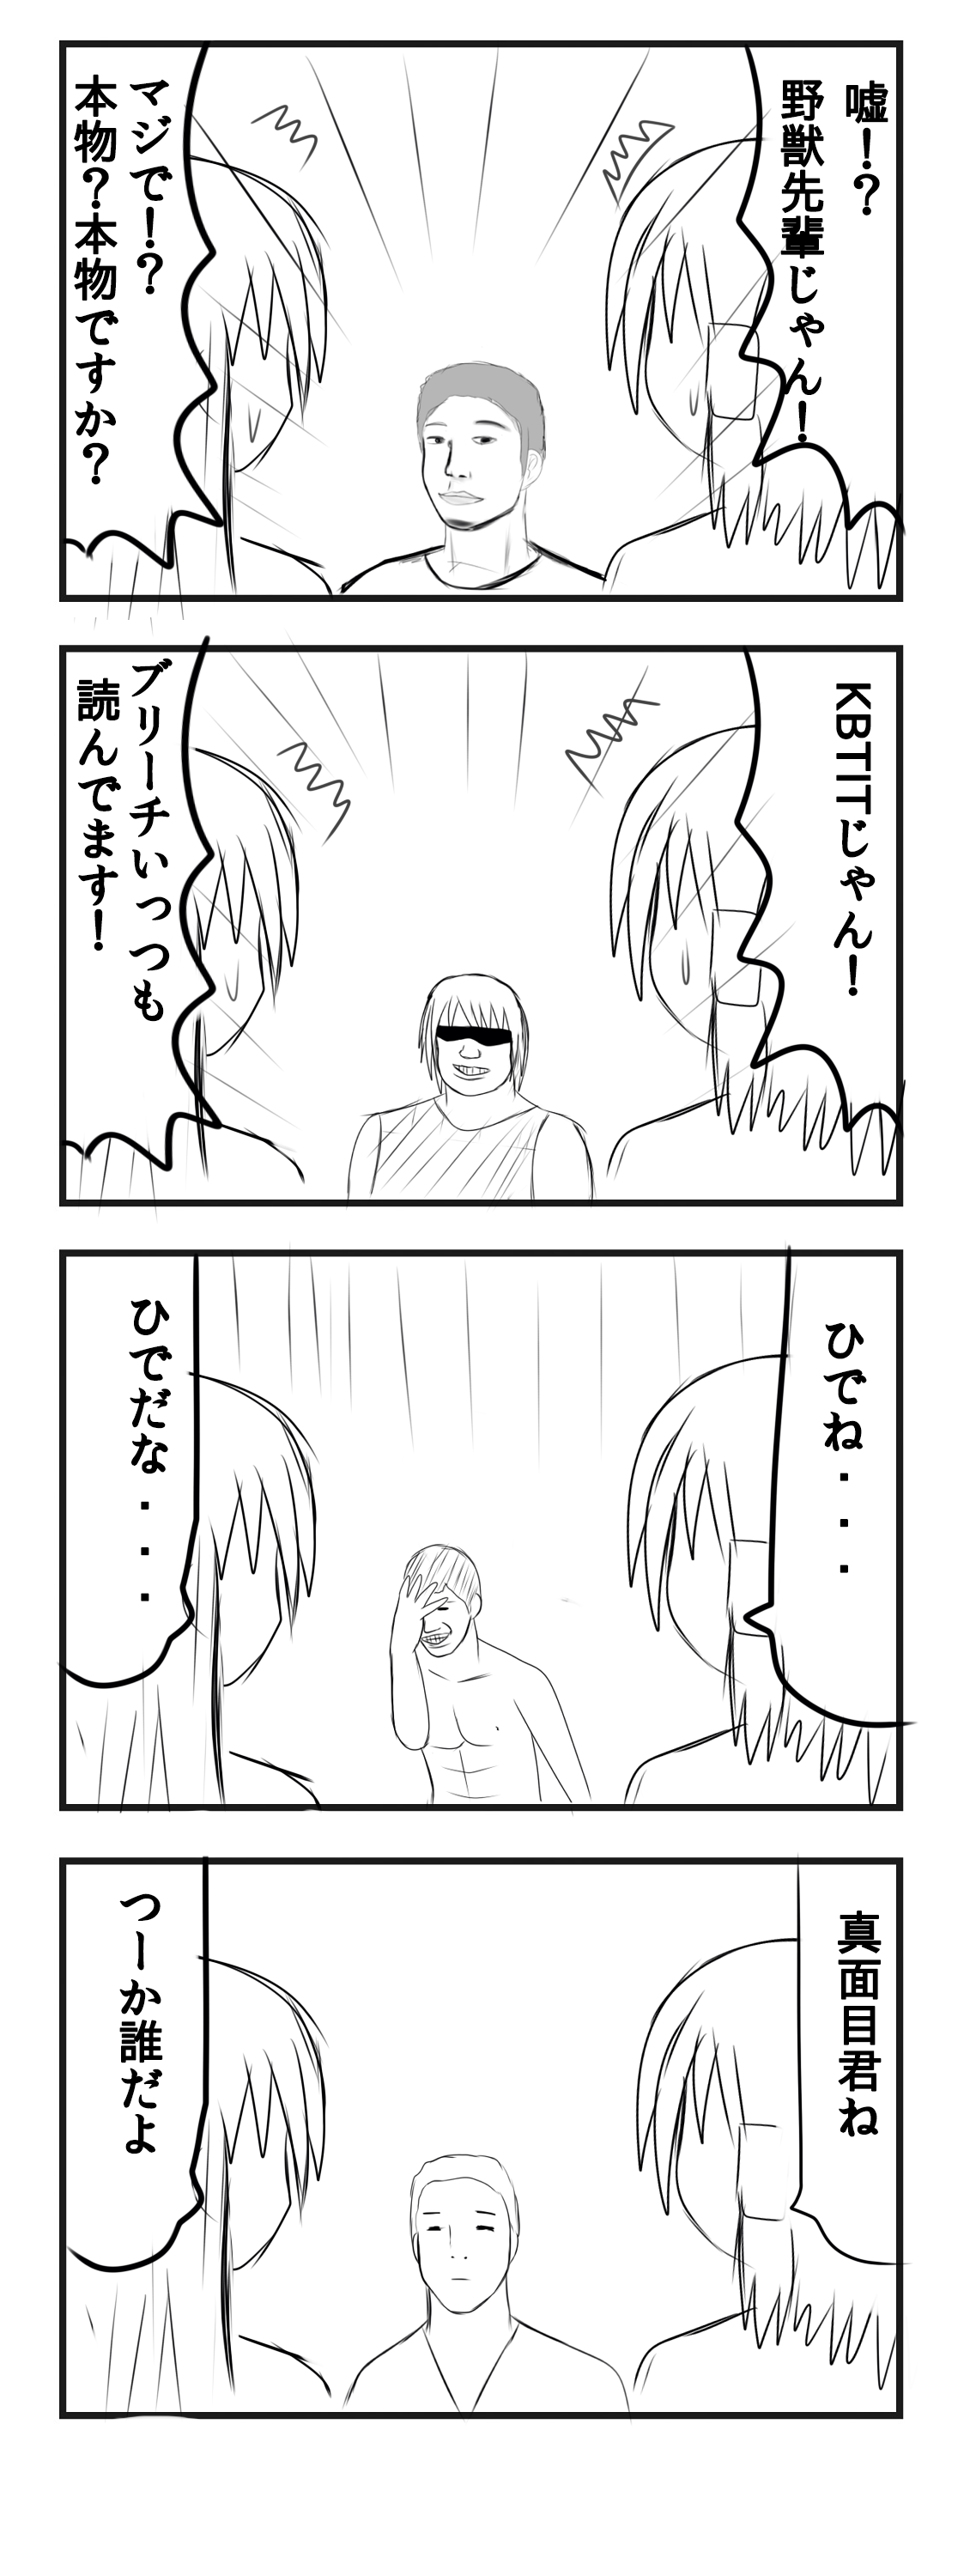 嘘！？
野獣先輩じゃん！
マジで！？
本物？本物ですか？
KBTITじゃん！
ブリーチいっつも
読んでます！
ひでね．．．
ひでだな．．．
真面目君ね
つーか誰だよ